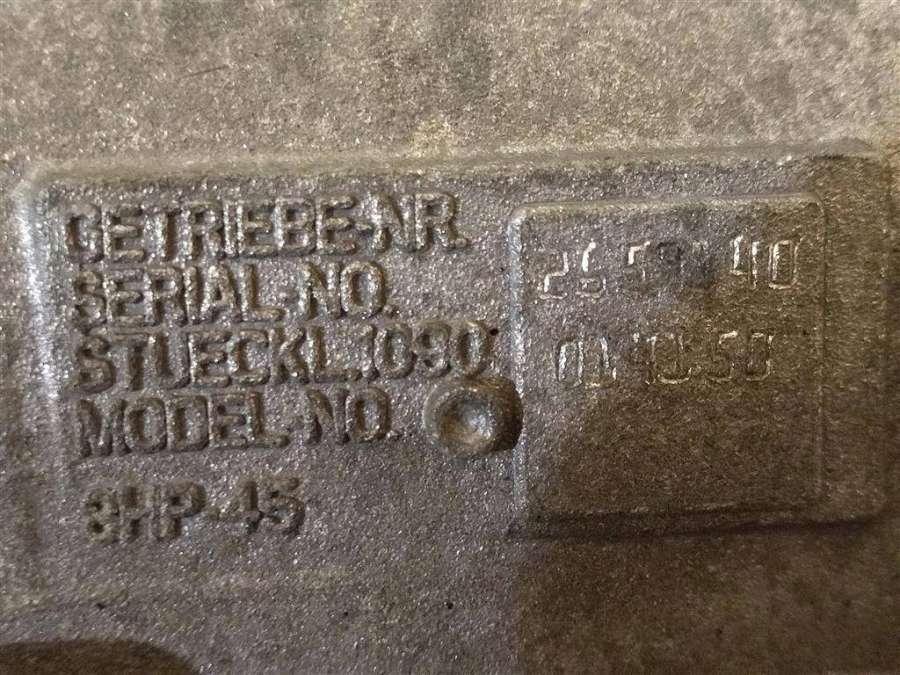 GETRIEBE-NR.
SERIAL-NO.
STUECKL.1090
MODEL-NO.
8HP-45